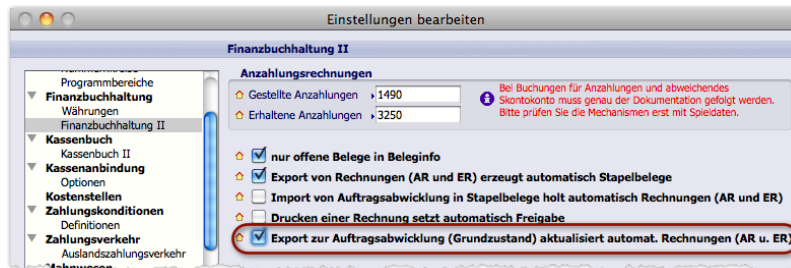 Einstellungen bearbeiten
Finanzbuchhaltung II
Programmbereiche
Finanzbuchhaltung
Währungen
Finanzbuchhaltung II
Kassenbuch
Kassenbuch II
Kassenanbindung
Optionen
Kostenstellen
Zahlungskonditionen
Definitionen
Zahlungsverkehr
Auslandszahlungsverkehr
Mahnwesen
Anzahlungsrechnungen
Gestellte Anzahlungen 1490
Erhaltene Anzahlungen 3250
Bei Buchungen für Anzahlungen und abweichendes
Skontokonto muss genau der Dokumentation gefolgt werden.
Bitte prüfen Sie die Mechanismen erst mit Spieldaten.
nur offene Belege in Beleginfo
Export von Rechnungen (AR und ER) erzeugt automatisch Stapelbelege
Import von Auftragsabwicklung in Stapelbelege holt automatisch Rechnungen (AR und ER)
Drucken einer Rechnung setzt automatisch Freigabe
Export zur Auftragsabwicklung (Grundzustand) aktualisiert automat. Rechnungen (AR u. ER)